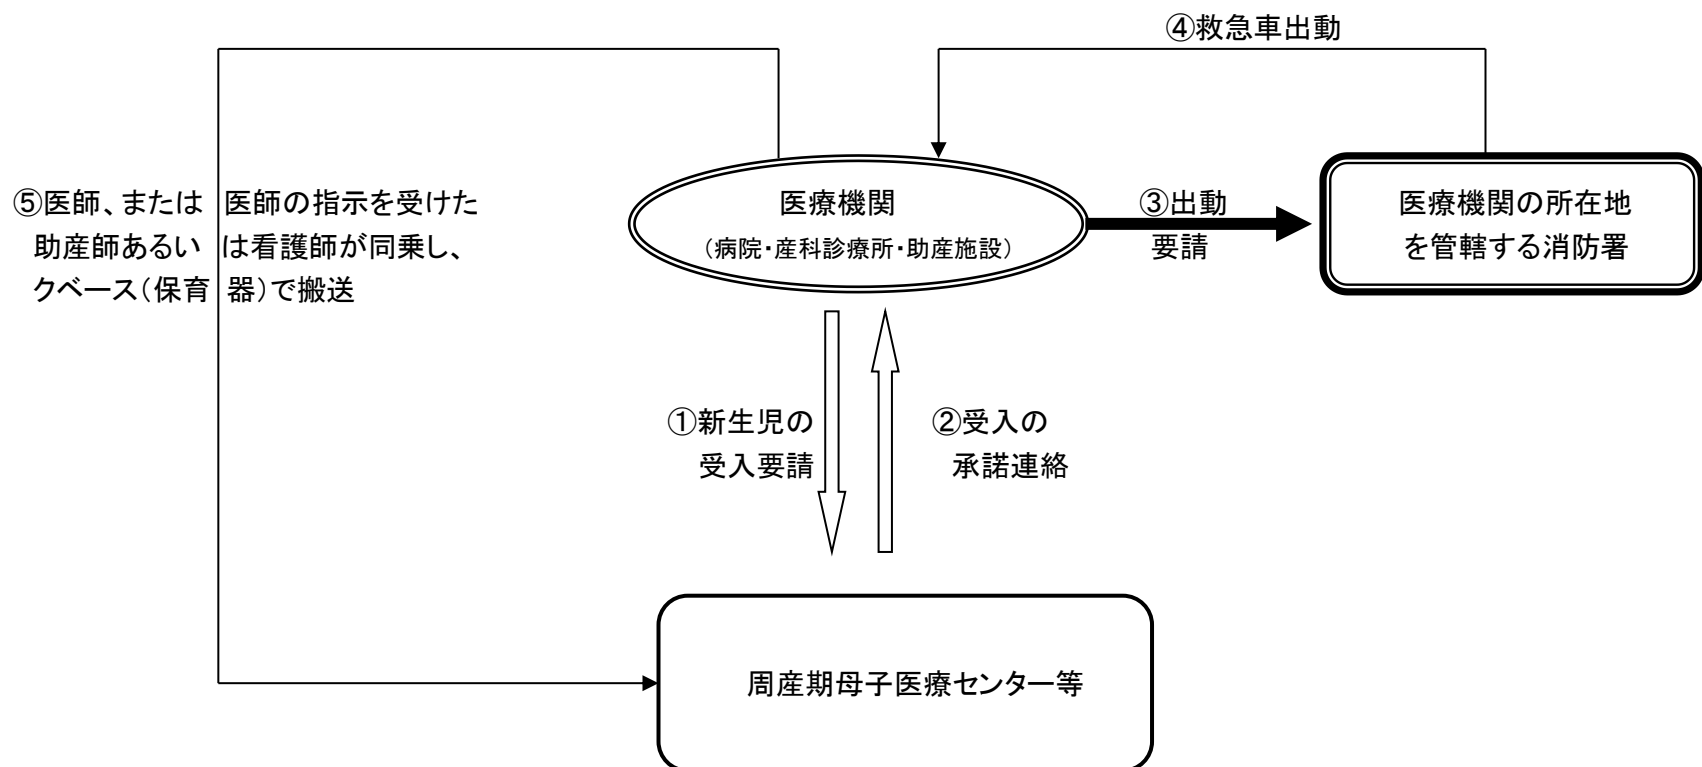 ④救急車出動
⑤医師、または医師の指示を受けた
助産師あるいは看護師が同乗し、
クベース（保育器）で搬送
医療機関
（病院・産科診療所・助産施設）
③出動
要請
医療機関の所在地
を管轄する消防署
①新生児の
受入要請
②受入の
承諾連絡
周産期母子医療センター等